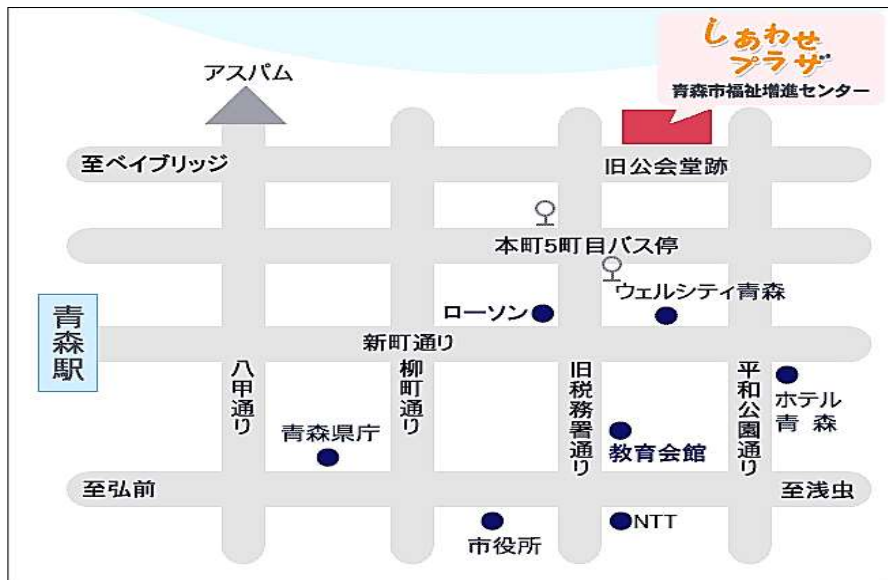 しあわせ
プラザ
青森市福祉増進センター
アスパム
至ベイブリッジ
旧公会堂跡
本町5町目バス停
ウェルシティ青森
ローソン
青森駅
新町通り
八甲通り
柳町通り
旧税務署通り
平和公園通り
ホテル
青 森
青森県庁
教育会館
至弘前
至浅虫
市役所
NTT